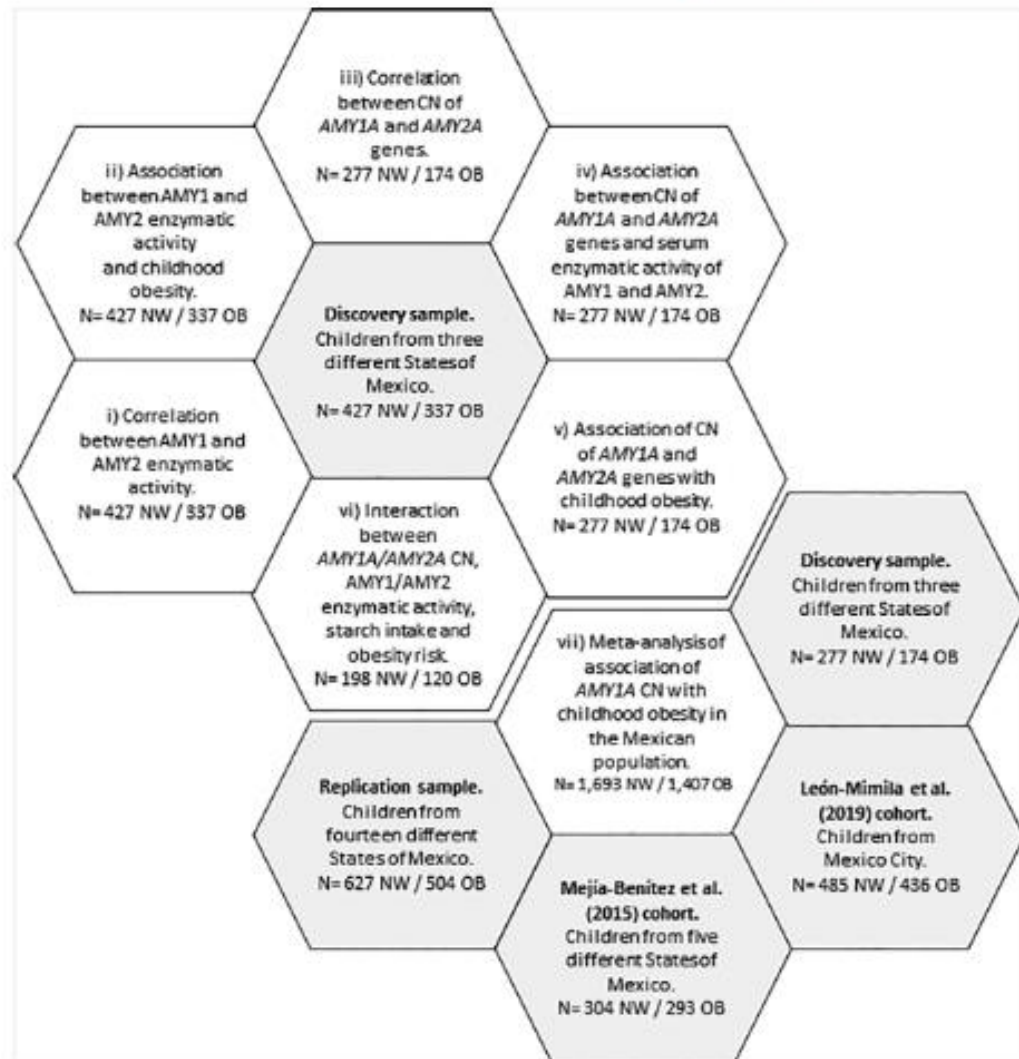 iii) Correlation
between CN of
AMY1A and AMY2A
genes.
N= 277 NW / 174 OB
ii) Association
between AMY1 and
AMY2 enzymatic
activity
and childhood
obesity.
N= 427 NW / 337 OB
iv) Association
between CN of
AMY1A and AMY2A
genes and serum
enzymatic activity of
AMY1 and AMY2.
N= 277 NW / 174 OB
Discovery sample.
Children from three
different States of
Mexico.
N= 427 NW / 337 OB
i) Correlation
between AMY1 and
AMY2 enzymatic
activity.
N= 427 NW / 337 OB
v) Association of CN
of AMY1A and
AMY2A genes with
childhood obesity.
N= 277 NW / 174 OB
vi) Interaction
between
AMY1A/AMY2A CN,
AMY1/AMY2
enzymatic activity,
starch intake and
obesity risk.
N= 198 NW / 120 OB
Discovery sample.
Children from three
different States of
Mexico.
N= 277 NW / 174 OB
vii) Meta-analysis of
association of
AMY1A CN with
childhood obesity in
the Mexican
population.
N= 1,693 NW / 1,407 OB
Replication sample.
Children from
fourteen different
States of Mexico.
N= 627 NW / 504 OB
León-Mimila et al.
(2019) cohort.
Children from
Mexico City.
N= 485 NW / 436 OB
Mejía-Benítez et al.
(2015) cohort.
Children from five
different States of
Mexico.
N= 304 NW / 293 OB